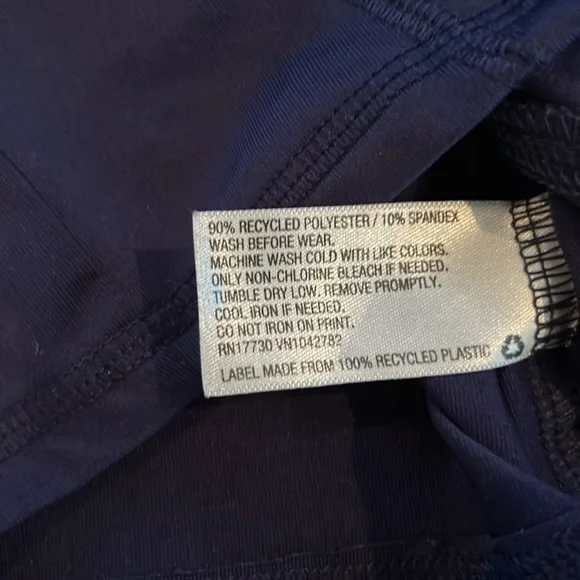 90% RECYCLED POLYESTER / 10% SPANDEX
WASH BEFORE WEAR.
MACHINE WASH COLD WITH LIKE COLORS.
ONLY NON-CHLORINE BLEACH IF NEEDED.
TUMBLE DRY LOW. REMOVE PROMPTLY.
COOL IRON IF NEEDED.
DO NOT IRON ON PRINT.
RN17730 VN1042782
LABEL MADE FROM 100% RECYCLED PLASTIC